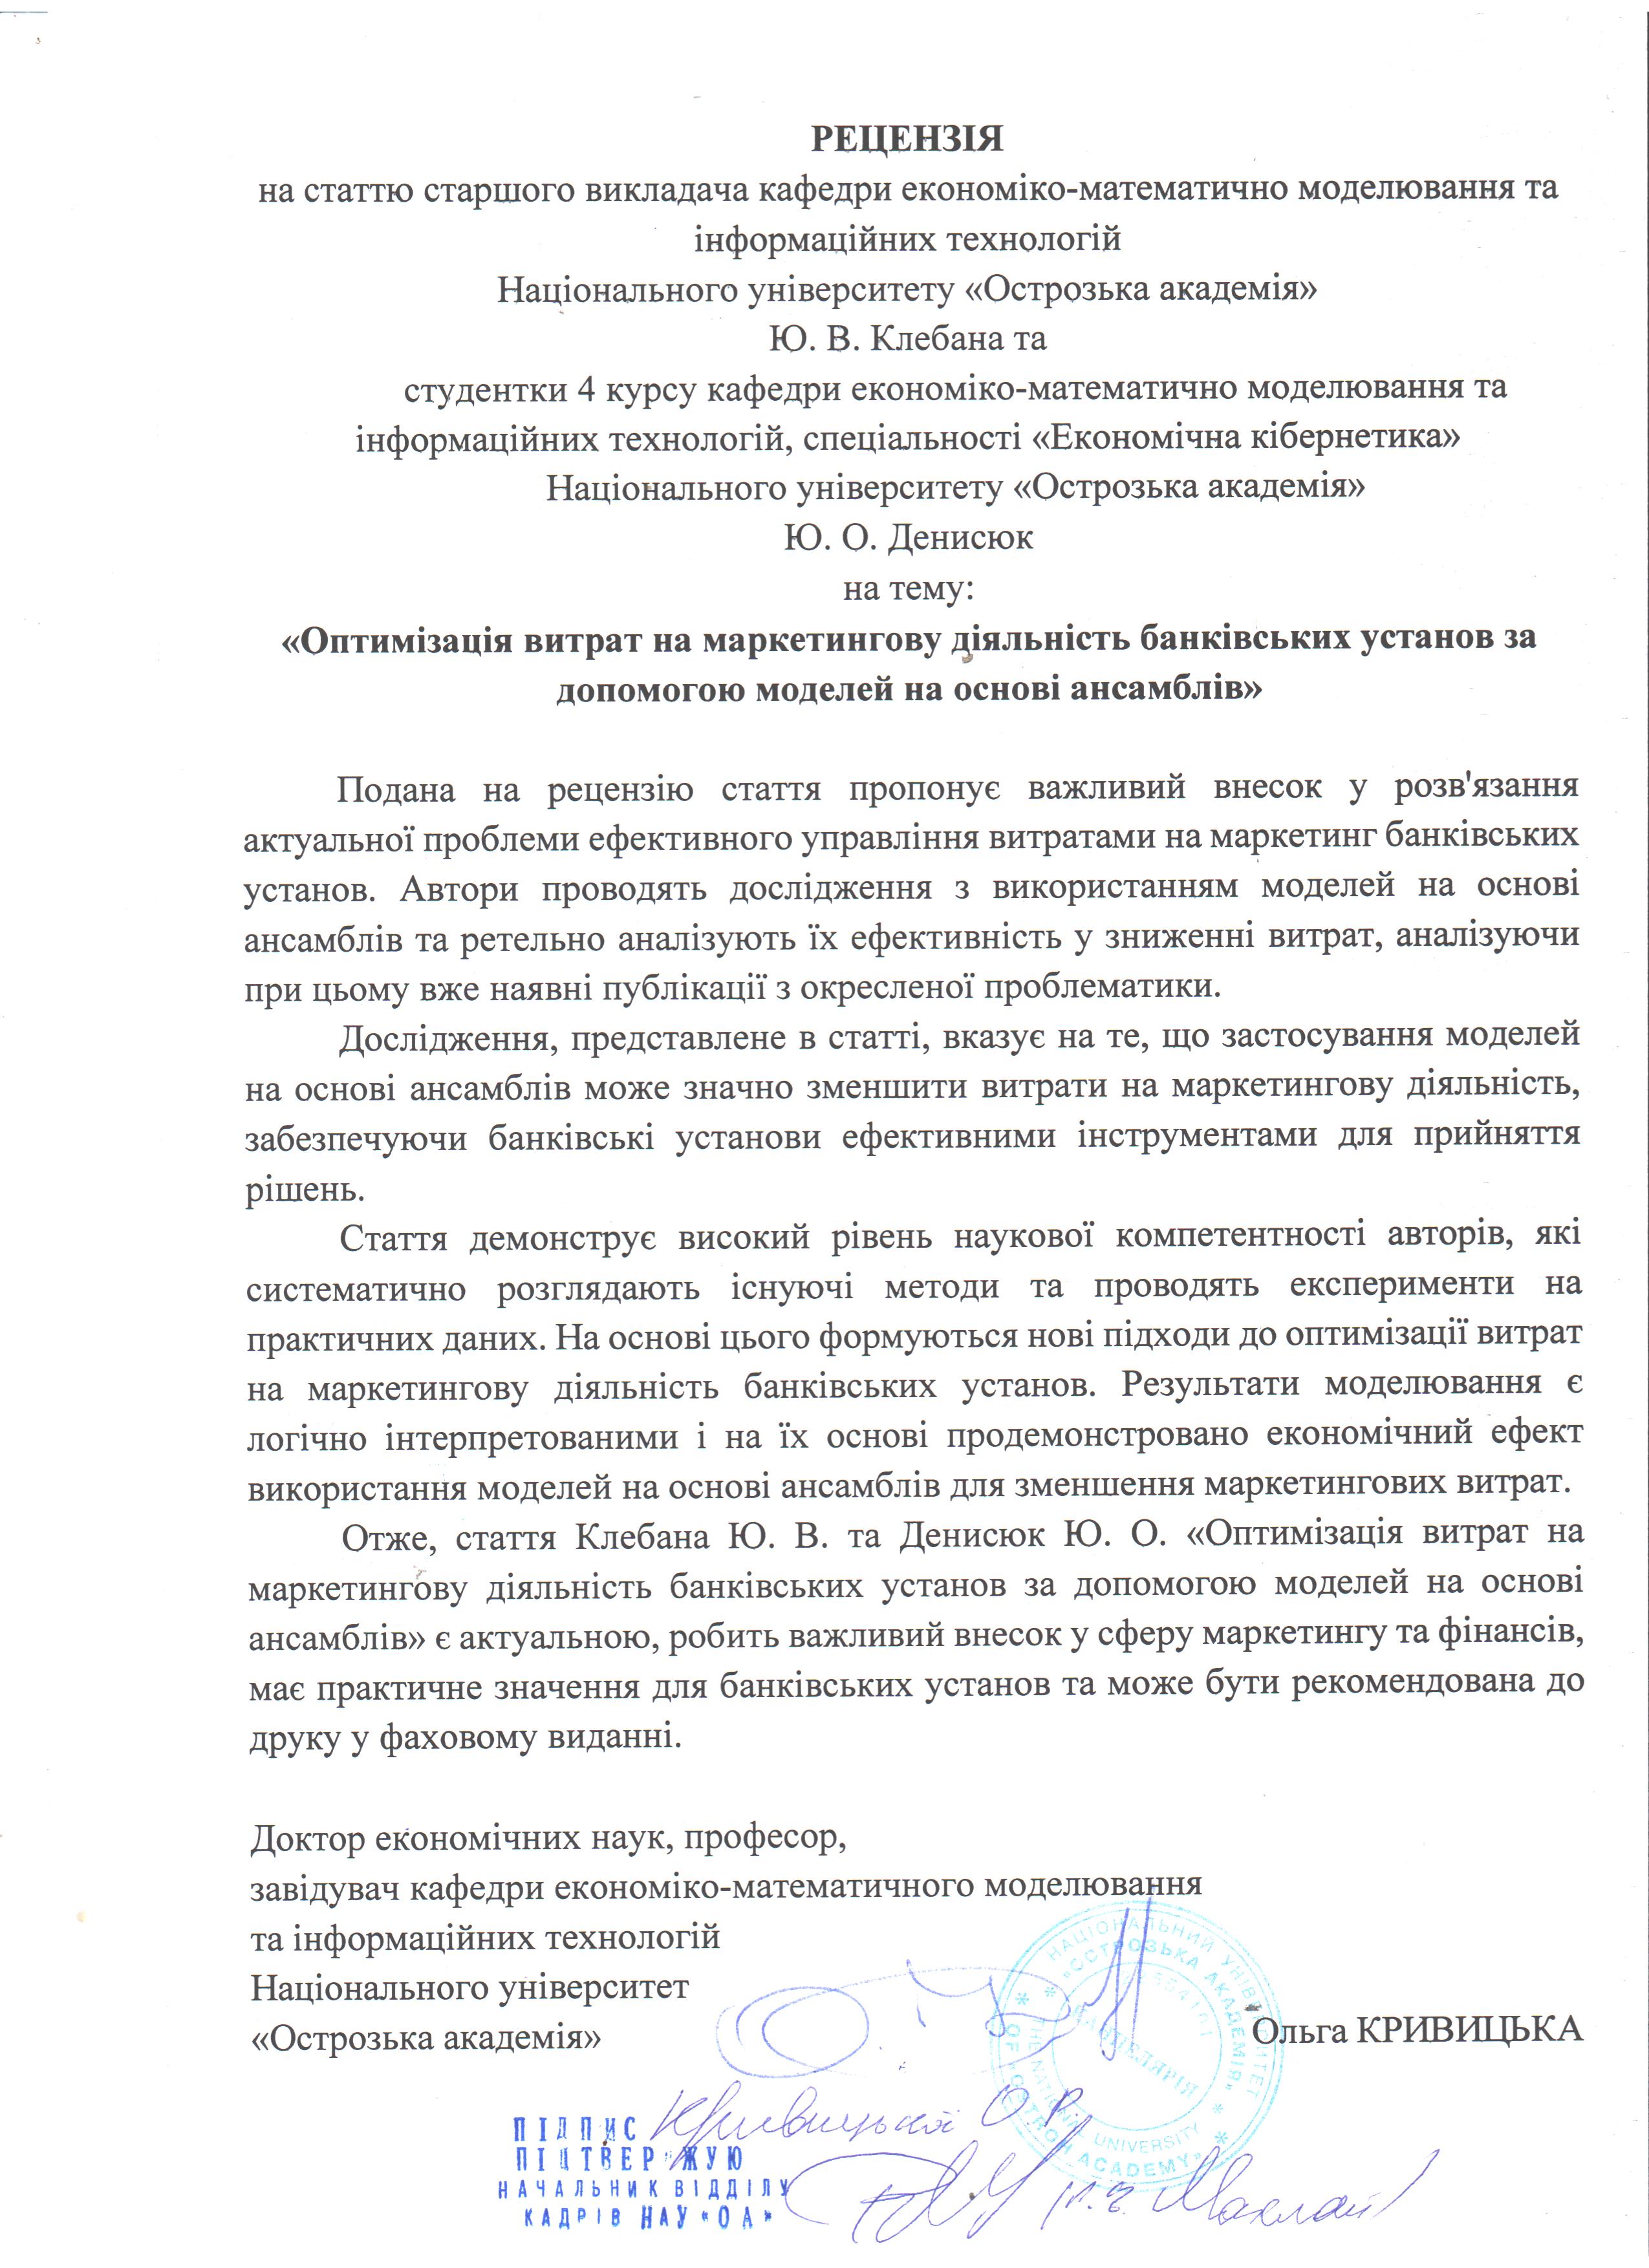 РЕЦЕНЗІЯ
на статтю старшого викладача кафедри економіко-математично моделювання та
інформаційних технологій
Національного університету «Острозька академія»
Ю. В. Клебана та
студентки 4 курсу кафедри економіко-математично моделювання та
інформаційних технологій, спеціальності «Економічна кібернетика»
Національного університету «Острозька академія»
Ю. О. Денисюк
на тему:
«Оптимізація витрат на маркетингову діяльність банківських установ за
допомогою моделей на основі ансамблів»
Подана на рецензію стаття пропонує важливий внесок у розв'язання
актуальної проблеми ефективного управління витратами на маркетинг банківських
установ. Автори проводять дослідження з використанням моделей на основі
ансамблів та ретельно аналізують їх ефективність у зниженні витрат, аналізуючи
при цьому вже наявні публікації з окресленої проблематики.
Дослідження, представлене в статті, вказує на те, що застосування моделей
на основі ансамблів може значно зменшити витрати на маркетингову діяльність,
забезпечуючи банківські установи ефективними інструментами для прийняття
рішень.
Стаття демонструє високий рівень наукової компетентності авторів, які
систематично розглядають існуючі методи та проводять експерименти на
практичних даних. На основі цього формуються нові підходи до оптимізації витрат
на маркетингову діяльність банківських установ. Результати моделювання є
логічно інтерпретованими і на їх основі продемонстровано економічний ефект
використання моделей на основі ансамблів для зменшення маркетингових витрат.
Отже, стаття Клебана Ю. В. та Денисюк Ю. О. «Оптимізація витрат на
маркетингову діяльність банківських установ за допомогою моделей на основі
ансамблів» є актуальною, робить важливий внесок у сферу маркетингу та фінансів,
має практичне значення для банківських установ та може бути рекомендована до
друку у фаховому виданні.
Доктор економічних наук, професор,
завідувач кафедри економіко-математичного моделювання
та інформаційних технологій
Національного університет
«Острозька академія»
Ольга КРИВИЦЬКА
НАЦІОНАЛЬНИЙ УНІВЕРСИТЕТ
«ОСТРОЗЬКА АКАДЕМІЯ»
КАНЦЕЛЯРІЯ
THE NATIONAL UNIVERSITY
OF «OSTROH ACADEMY»
ПІДПИС Кривицької О.Р.
ПІДТВЕРДЖУЮ
НАЧАЛЬНИК ВІДДІЛУ
КАДРІВ НАУ «ОА»